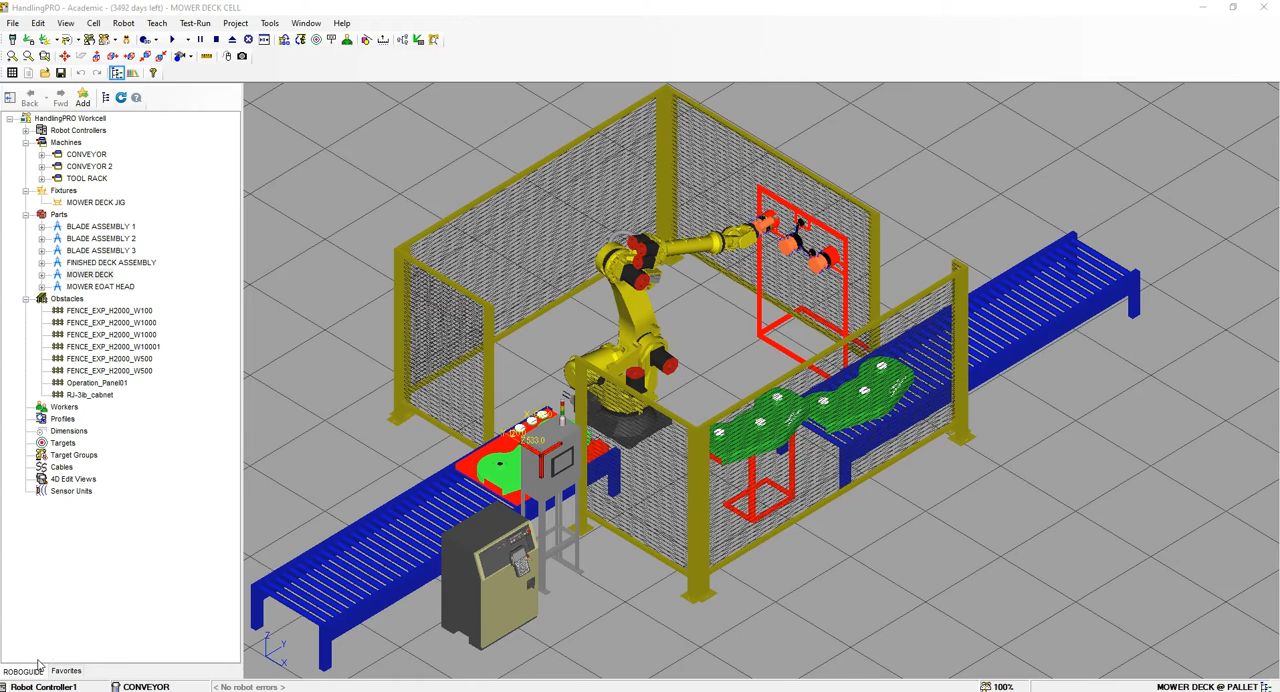 HandlingPRO - Academic - (3492 days left) - MOWER DECK CELL
File Edit View Cell Robot Teach Test-Run Project Tools Window Help
Back Fwd Add
HandlingPRO Workcell
Robot Controllers
Machines
CONVEYOR
CONVEYOR 2
TOOL RACK
Fixtures
MOWER DECK JIG
Parts
BLADE ASSEMBLY 1
BLADE ASSEMBLY 2
BLADE ASSEMBLY 3
FINISHED DECK ASSEMBLY
MOWER DECK
MOWER EOAT HEAD
Obstacles
FENCE_EXP_H2000_W100
FENCE_EXP_H2000_W1000
FENCE_EXP_H2000_W1000
FENCE_EXP_H2000_W10001
FENCE_EXP_H2000_W500
FENCE_EXP_H2000_W500
Operation_Panel01
RJ-3ib_cabnet
Workers
Profiles
Dimensions
Targets
Target Groups
Cables
4D Edit Views
Sensor Units
Z
Y
X
ROBOGUIDE Favorites
Robot Controller1 CONVEYOR < No robot errors > 100% MOWER DECK @ PALLET